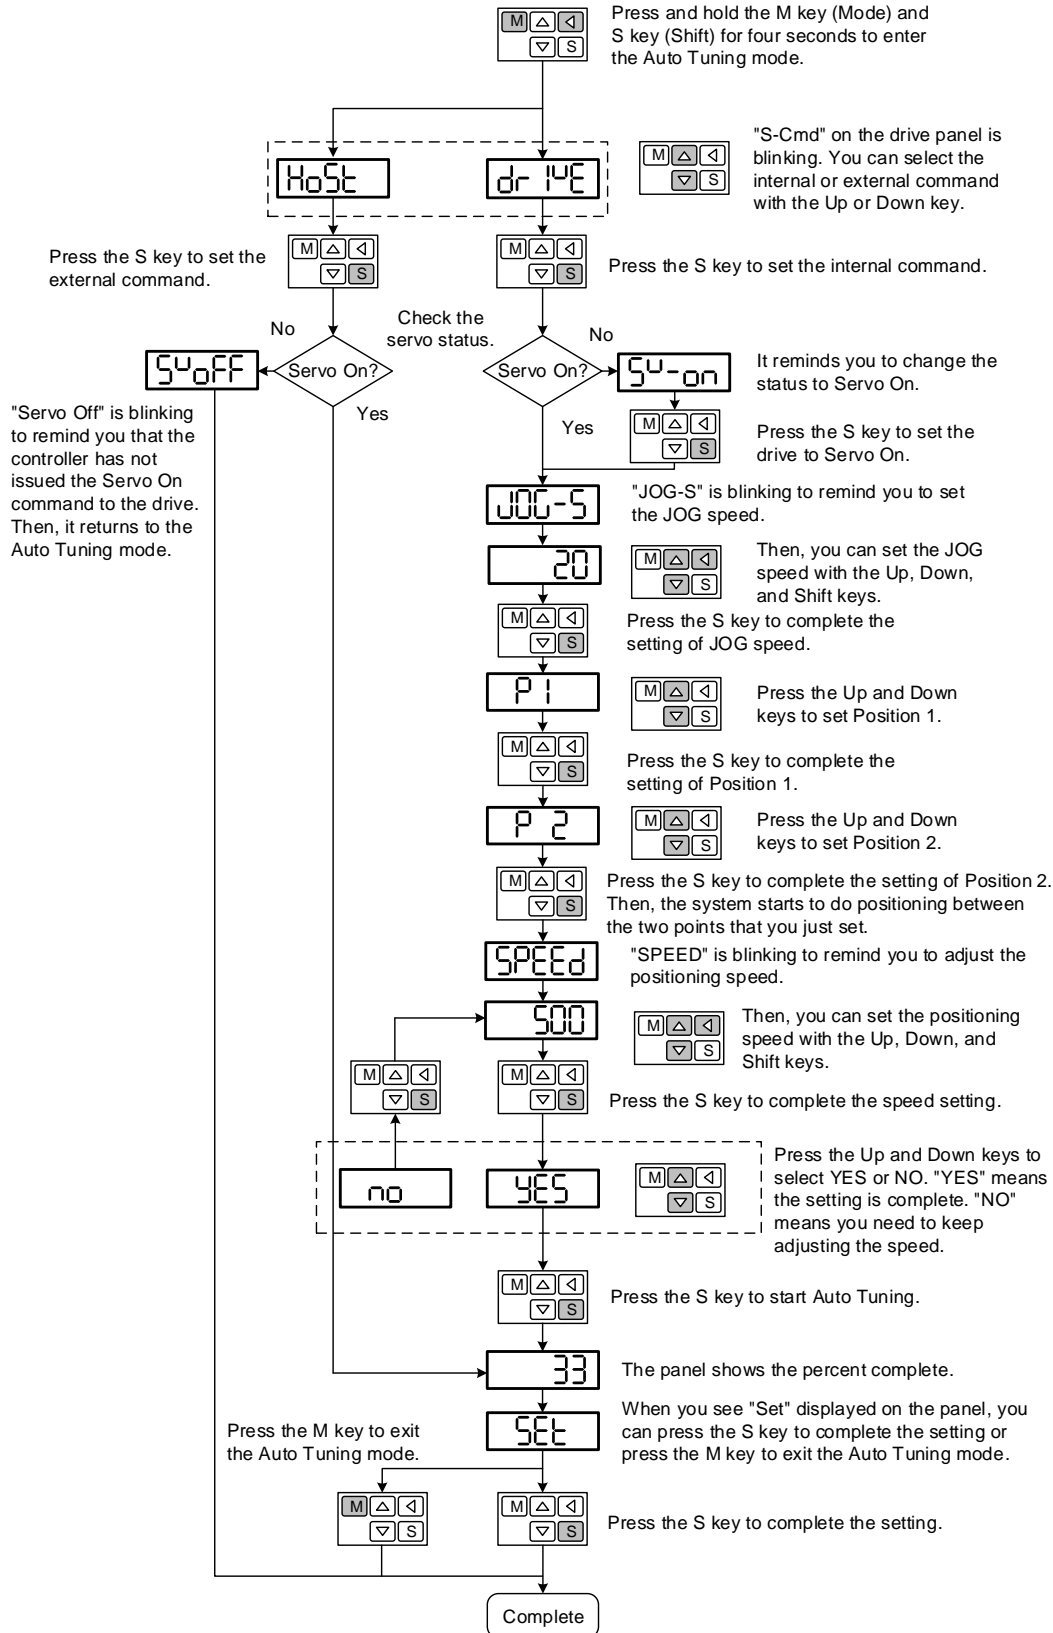 M
S
Press and hold the M key (Mode) and
S key (Shift) for four seconds to enter
the Auto Tuning mode.
HoSt
drIvE
M
S
"S-Cmd" on the drive panel is
blinking. You can select the
internal or external command
with the Up or Down key.
Press the S key to set the
external command.
M
S
M
S
Press the S key to set the internal command.
Check the
servo status.
No
Servo On?
Yes
SvoFF
"Servo Off" is blinking
to remind you that the
controller has not
issued the Servo On
command to the drive.
Then, it returns to the
Auto Tuning mode.
No
Servo On?
Yes
Sv-on
It reminds you to change the
status to Servo On.
M
S
Press the S key to set the
drive to Servo On.
JOG-S
"JOG-S" is blinking to remind you to set
the JOG speed.
20
M
S
Then, you can set the JOG
speed with the Up, Down,
and Shift keys.
M
S
Press the S key to complete the
setting of JOG speed.
P1
M
S
Press the Up and Down
keys to set Position 1.
M
S
Press the S key to complete the
setting of Position 1.
P 2
M
S
Press the Up and Down
keys to set Position 2.
M
S
Press the S key to complete the setting of Position 2.
Then, the system starts to do positioning between
the two points that you just set.
SPEEd
"SPEED" is blinking to remind you to adjust the
positioning speed.
500
M
S
Then, you can set the positioning
speed with the Up, Down, and
Shift keys.
M
S
M
S
Press the S key to complete the speed setting.
no
YES
M
S
Press the Up and Down keys to
select YES or NO. "YES" means
the setting is complete. "NO"
means you need to keep
adjusting the speed.
M
S
Press the S key to start Auto Tuning.
33
The panel shows the percent complete.
SEt
When you see "Set" displayed on the panel, you
can press the S key to complete the setting or
press the M key to exit the Auto Tuning mode.
Press the M key to exit
the Auto Tuning mode.
M
S
M
S
Press the S key to complete the setting.
Complete